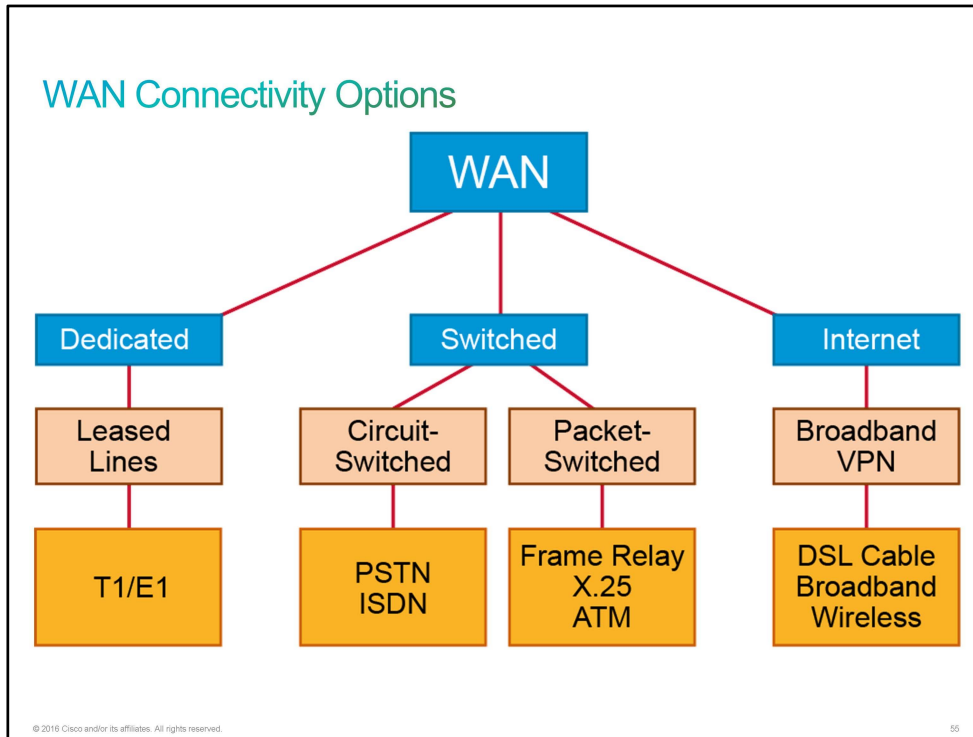 WAN Connectivity Options
WAN
Dedicated
Switched
Internet
Leased
Lines
Circuit-
Switched
Packet-
Switched
Broadband
VPN
T1/E1
PSTN
ISDN
Frame Relay
X.25
ATM
DSL Cable
Broadband
Wireless
© 2016 Cisco and/or its affiliates. All rights reserved.
55